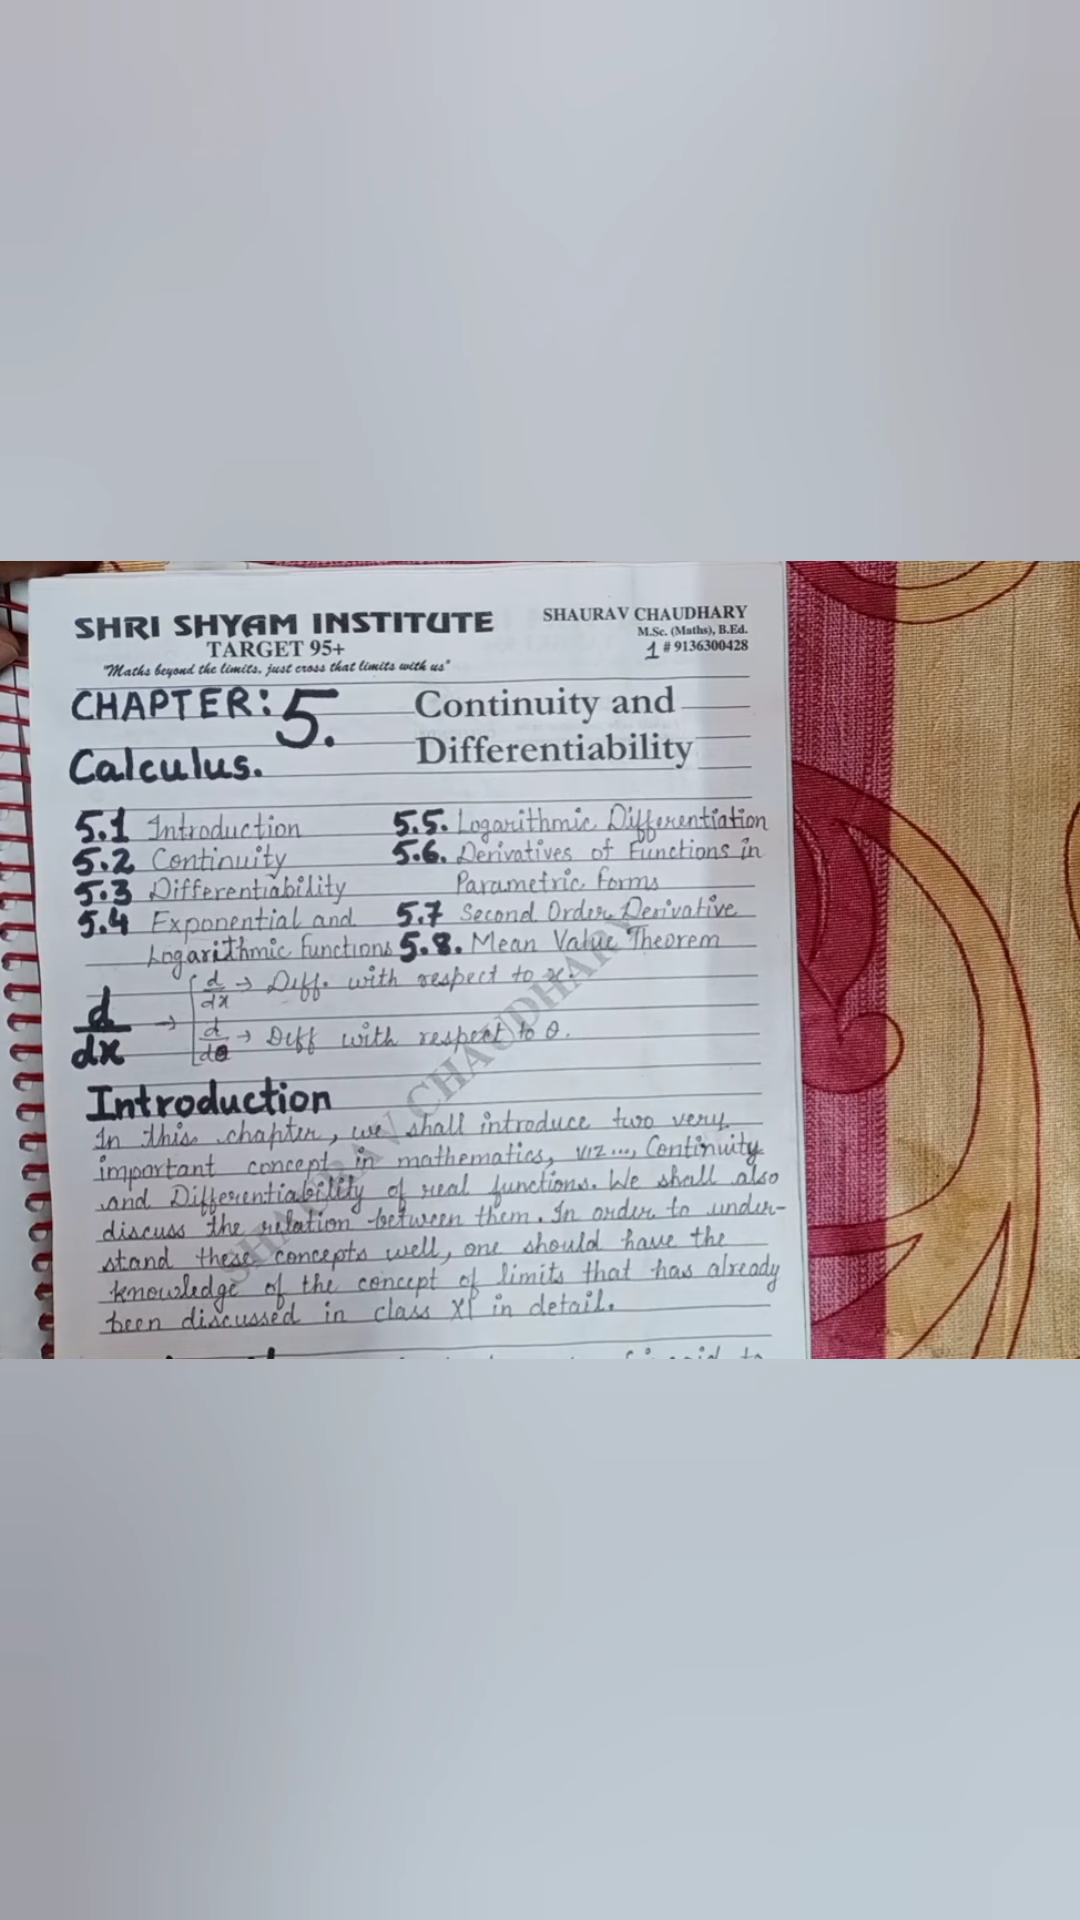 SHRI SHYAM INSTITUTE
TARGET 95+
"Maths beyond the limits, just cross that limits with us"
SHAURAV CHAUDHARY
M.Sc. (Maths), B.Ed.
1 # 9136300428
CHAPTER: 5.
Continuity and
Differentiability
Calculus.
5.1 Introduction
5.2 Continuity
5.3 Differentiability
5.4 Exponential and
Logarithmic functions
5.5. Logarithmic Differentiation
5.6. Derivatives of Functions in
Parametric forms
5.7 Second Order Derivative
5.8. Mean Value Theorem
d/dx →
d/dx → Diff. with respect to x.
d/dθ → Diff with respect to θ.
Introduction
In this chapter, we shall introduce two very
important concept in mathematics, viz..., Continuity
and Differentiability of real functions. We shall also
discuss the relation between them. In order to under-
stand these concepts well, one should have the
knowledge of the concept of limits that has already
been discussed in class XI in detail.
SHAURAV CHAUDHARY